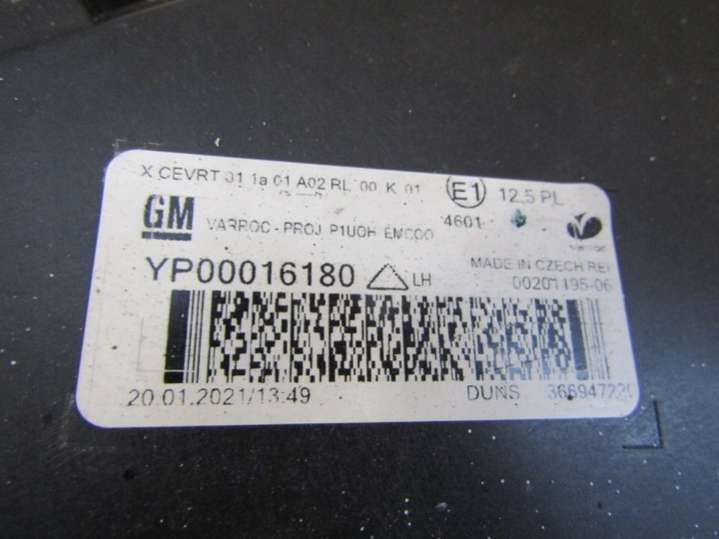 X CEVRT 01 1a 01 A02 RL 00 K 01 E1 12,5 PL
4601
GM VARROC - PROJ P1UOH EMC00
YP00016180 LH
MADE IN CZECH REP
00201195-06
20.01.2021/13:49 DUNS 366947229